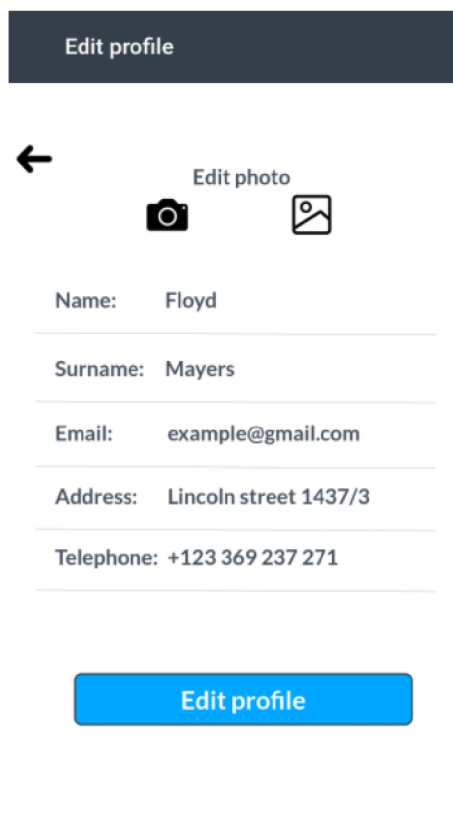 Edit profile
Edit photo
Name: Floyd
Surname: Mayers
Email: example@gmail.com
Address: Lincoln street 1437/3
Telephone: +123 369 237 271
Edit profile